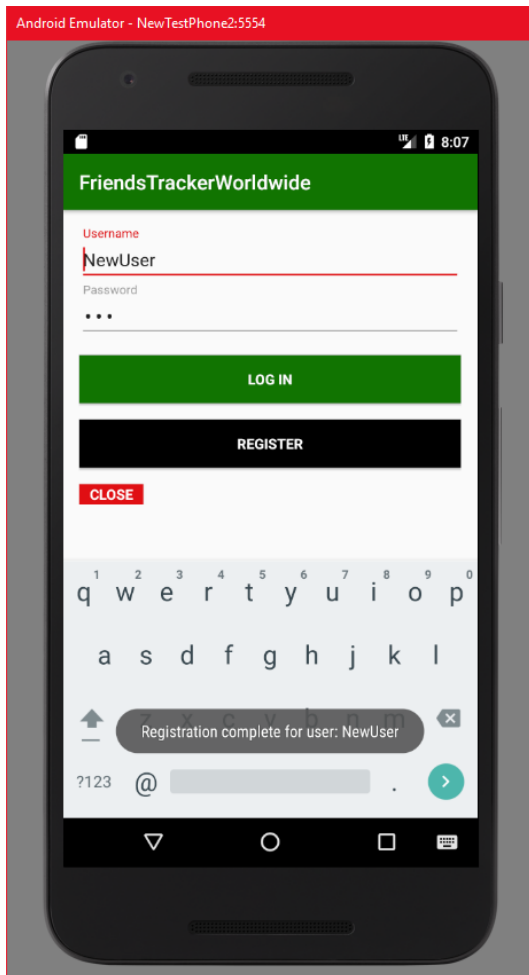 Android Emulator - NewTestPhone2:5554
LTE 8:07
FriendsTrackerWorldwide
Username
NewUser
Password
•••
LOG IN
REGISTER
CLOSE
1 2 3 4 5 6 7 8 9 0
q w e r t y u i o p
a s d f g h j k l
z x c v b n m
Registration complete for user: NewUser
?123 @ .